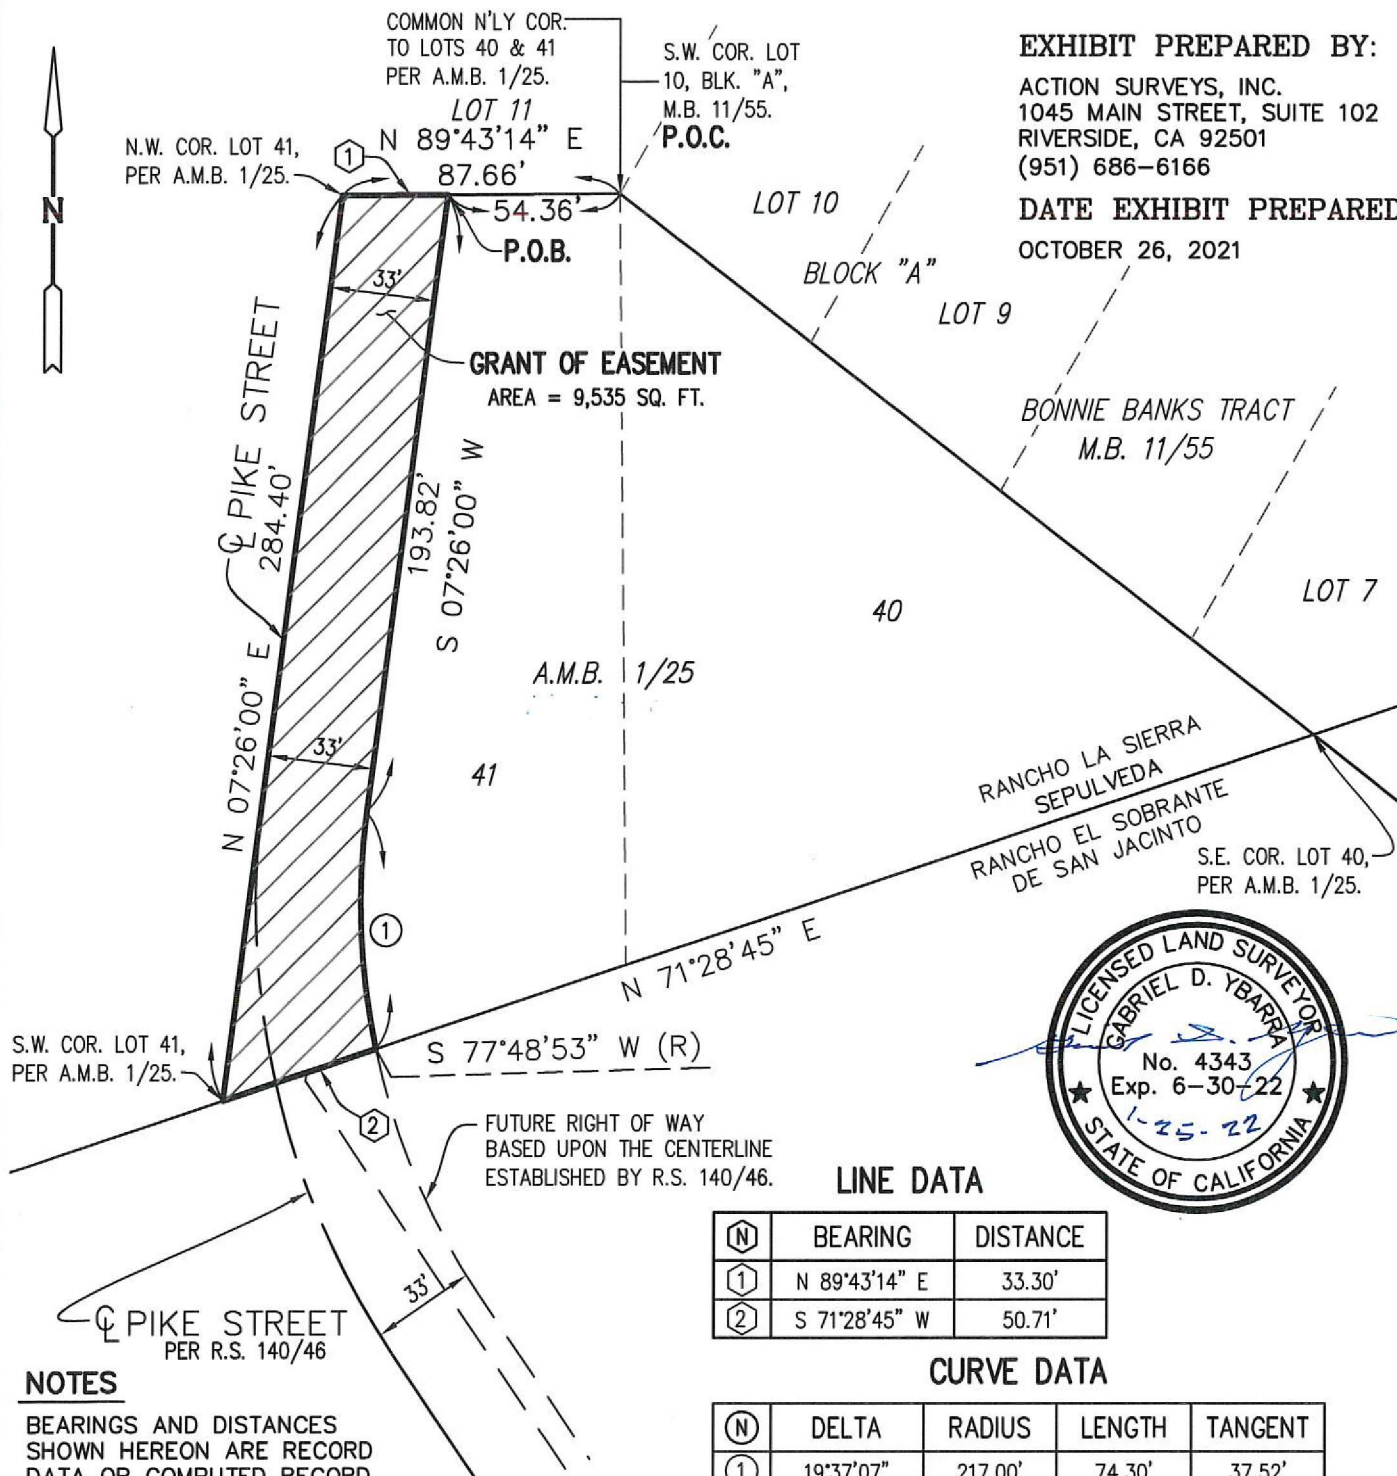 COMMON N'LY COR.
TO LOTS 40 & 41
PER A.M.B. 1/25.
LOT 11
S.W. COR. LOT
10, BLK. "A",
M.B. 11/55.
P.O.C.
EXHIBIT PREPARED BY:
ACTION SURVEYS, INC.
1045 MAIN STREET, SUITE 102
RIVERSIDE, CA 92501
(951) 686-6166
DATE EXHIBIT PREPARED
OCTOBER 26, 2021
N
N.W. COR. LOT 41,
PER A.M.B. 1/25.
1
N 89°43'14" E
87.66'
54.36'
P.O.B.
LOT 10
BLOCK "A"
LOT 9
33'
GRANT OF EASEMENT
AREA = 9,535 SQ. FT.
BONNIE BANKS TRACT
M.B. 11/55
LOT 7
℄ PIKE STREET
284.40'
N 07°26'00" E
193.82'
S 07°26'00" W
40
A.M.B. 1/25
33'
41
RANCHO LA SIERRA
SEPULVEDA
RANCHO EL SOBRANTE
DE SAN JACINTO
S.E. COR. LOT 40,
PER A.M.B. 1/25.
1
N 71°28'45" E
S.W. COR. LOT 41,
PER A.M.B. 1/25.
S 77°48'53" W (R)
2
FUTURE RIGHT OF WAY
BASED UPON THE CENTERLINE
ESTABLISHED BY R.S. 140/46.
LICENSED LAND SURVEYOR
GABRIEL D. YBARRA
No. 4343
Exp. 6-30-22
1-25-22
STATE OF CALIFORNIA
33'
℄ PIKE STREET
PER R.S. 140/46
LINE DATA
N BEARING DISTANCE
1 N 89°43'14" E 33.30'
2 S 71°28'45" W 50.71'
CURVE DATA
N DELTA RADIUS LENGTH TANGENT
1 19°37'07" 217.00' 74.30' 37.52'
NOTES
BEARINGS AND DISTANCES
SHOWN HEREON ARE RECORD
DATA OR COMPUTED RECORD